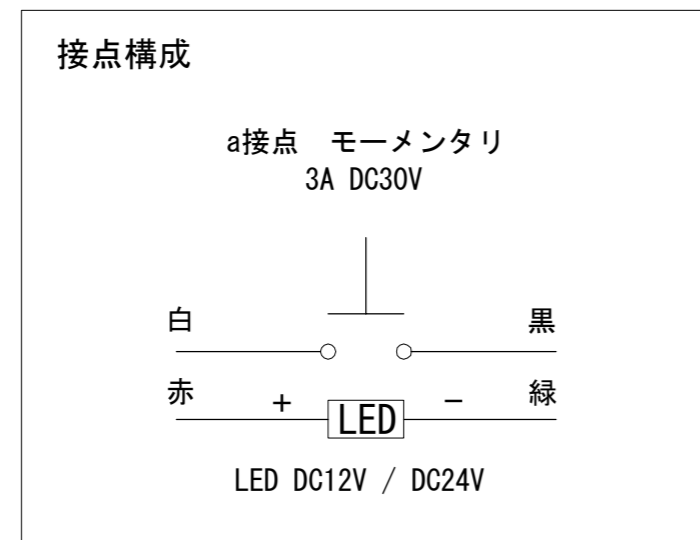 接点構成
a接点　モーメンタリ
3A DC30V
白 黒
赤 + LED − 緑
LED DC12V / DC24V